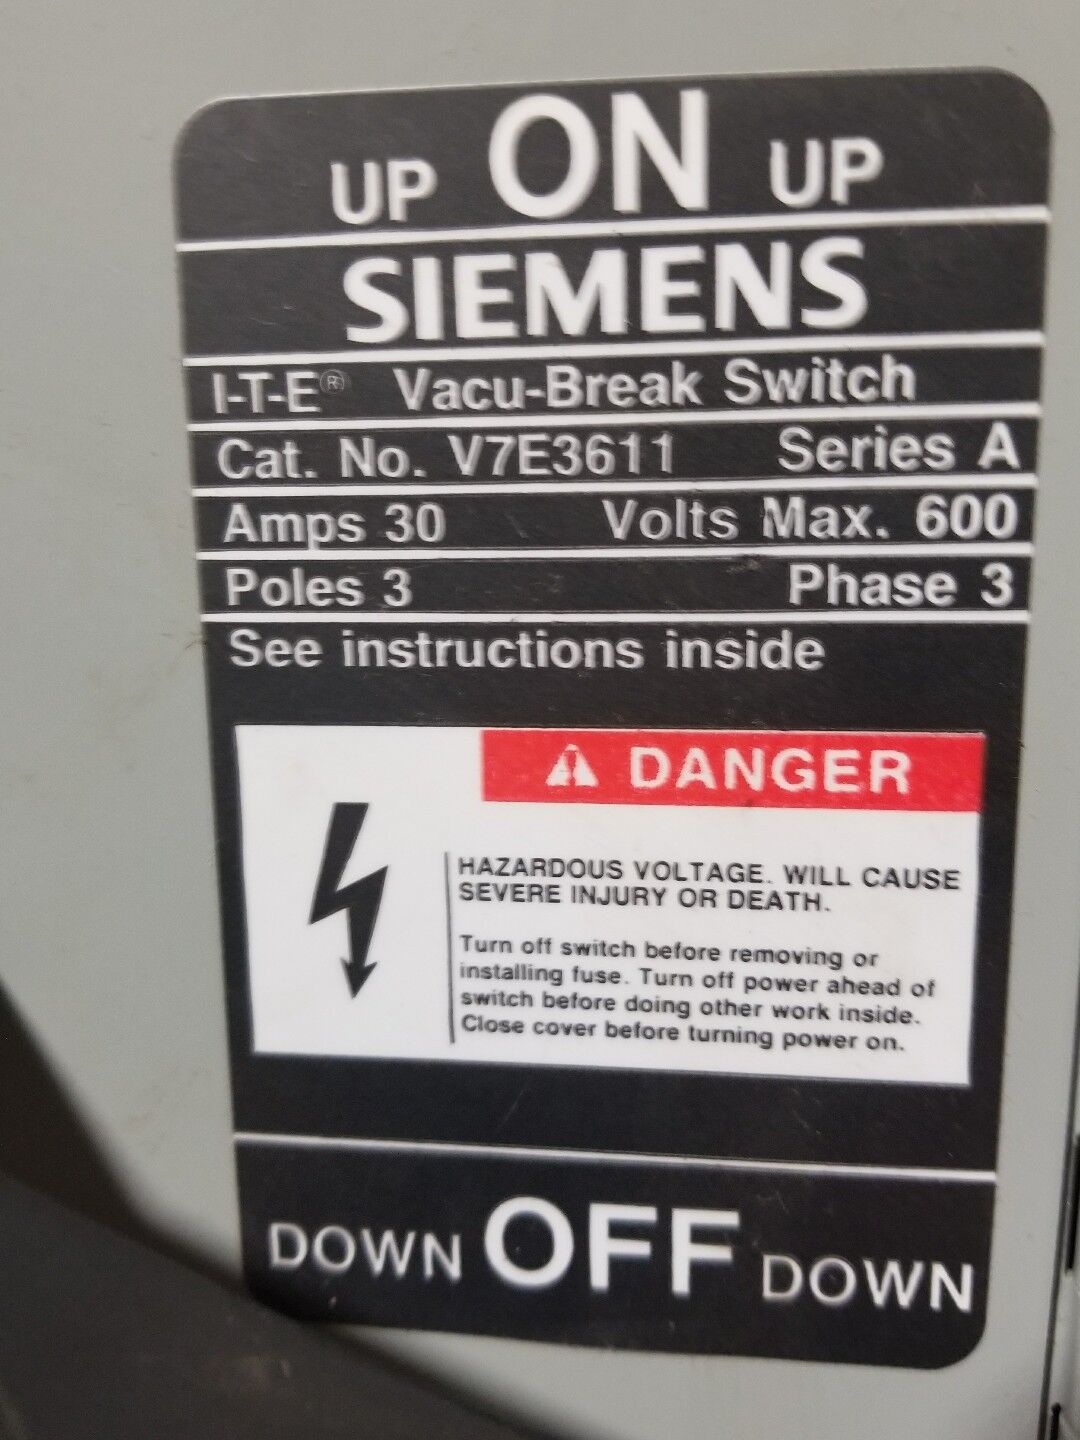 UP ON UP
SIEMENS
I-T-E® Vacu-Break Switch
Cat. No. V7E3611 Series A
Amps 30 Volts Max. 600
Poles 3 Phase 3
See instructions inside
DANGER
HAZARDOUS VOLTAGE. WILL CAUSE
SEVERE INJURY OR DEATH.
Turn off switch before removing or
installing fuse. Turn off power ahead of
switch before doing other work inside.
Close cover before turning power on.
DOWN OFF DOWN